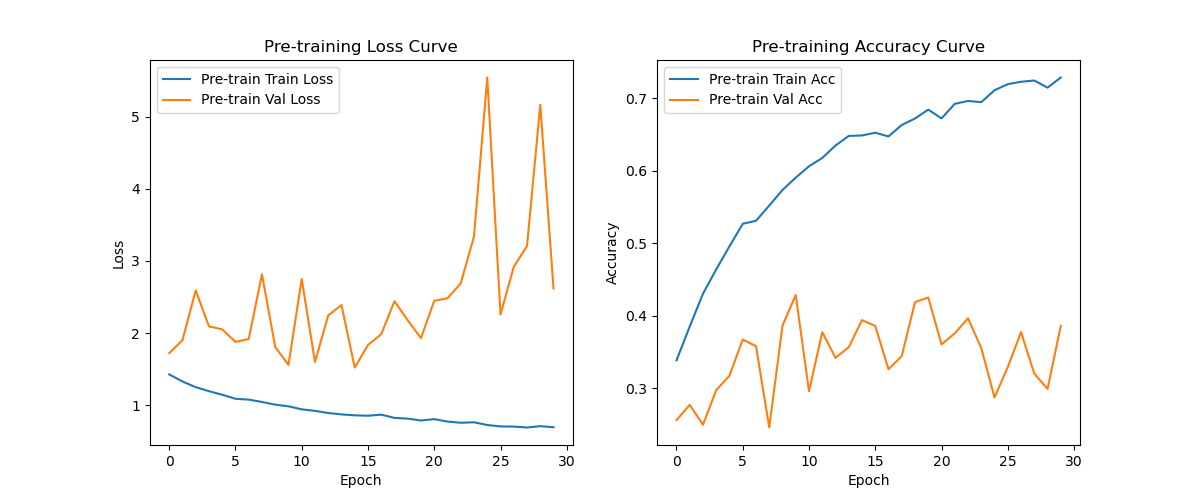 Pre-training Loss Curve
Pre-train Train Loss
Pre-train Val Loss
5
4
3
2
1
Loss
0 5 10 15 20 25 30
Epoch
Pre-training Accuracy Curve
Pre-train Train Acc
Pre-train Val Acc
0.7
0.6
0.5
0.4
0.3
Accuracy
0 5 10 15 20 25 30
Epoch